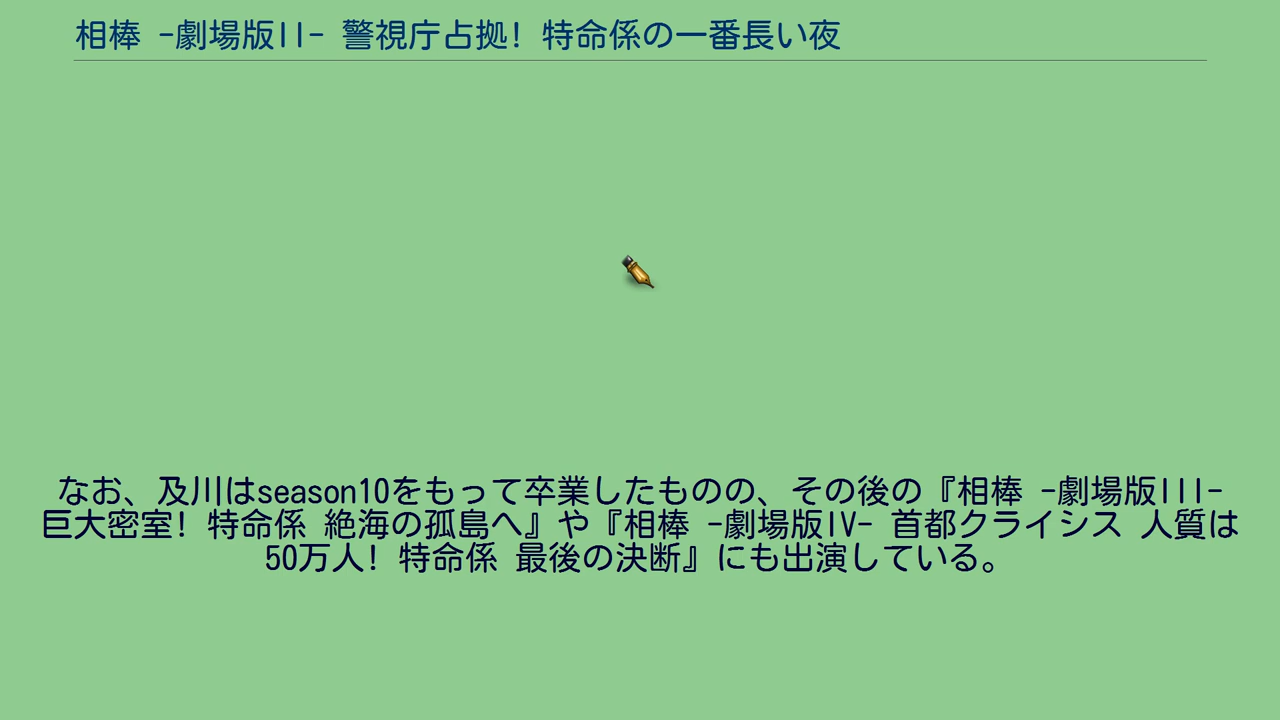 相棒 -劇場版II- 警視庁占拠! 特命係の一番長い夜
なお、及川はseason10をもって卒業したものの、その後の『相棒 -劇場版III-
巨大密室! 特命係 絶海の孤島へ』や『相棒 -劇場版IV- 首都クライシス 人質は
50万人! 特命係 最後の決断』にも出演している。